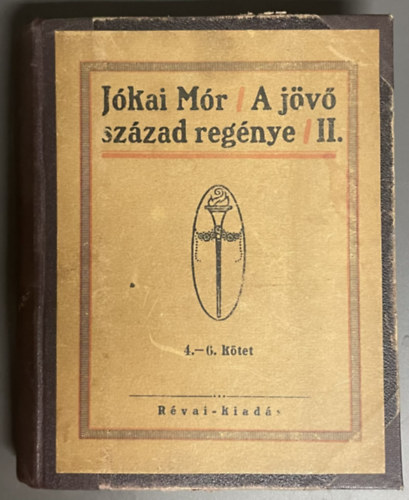 Jókai Mór / A jövő
század regénye / II.
4.—6. Kötet
Révai-kiadás